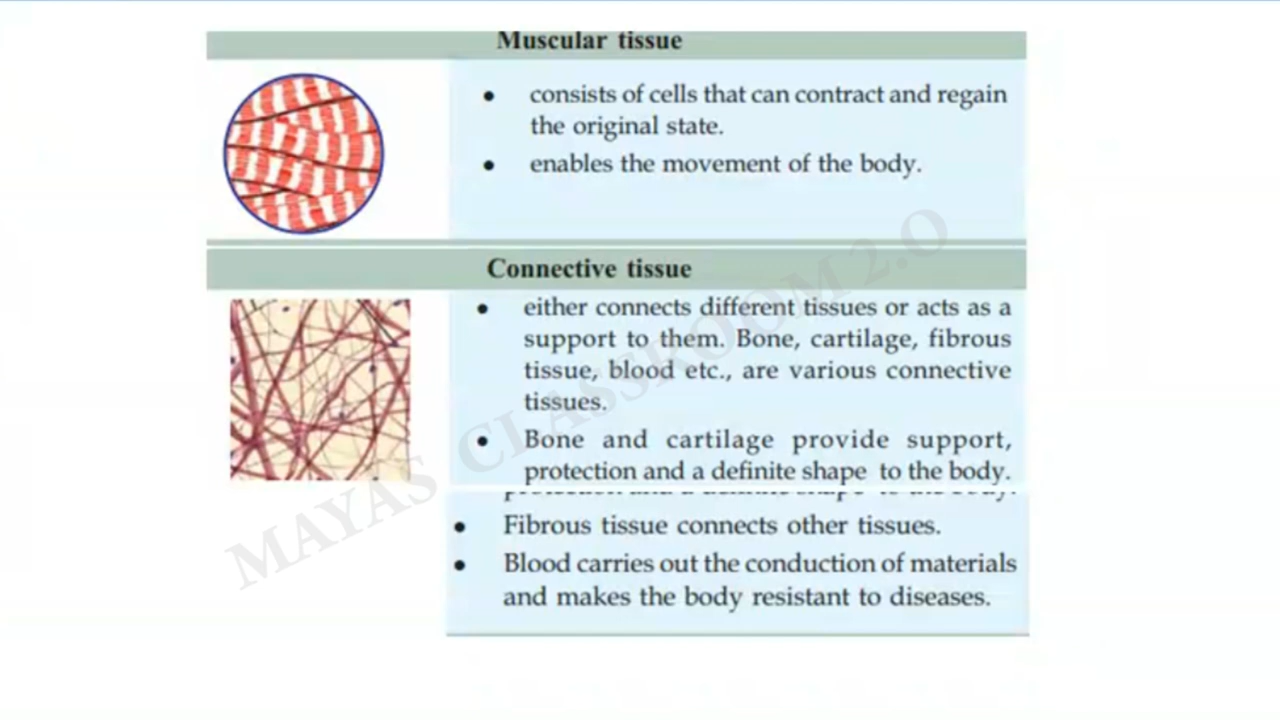 Muscular tissue
• consists of cells that can contract and regain
the original state.
• enables the movement of the body.
Connective tissue
• either connects different tissues or acts as a
support to them. Bone, cartilage, fibrous
tissue, blood etc., are various connective
tissues.
• Bone and cartilage provide support,
protection and a definite shape to the body.
• Fibrous tissue connects other tissues.
• Blood carries out the conduction of materials
and makes the body resistant to diseases.
MAYAS CLASSROOM 2.O